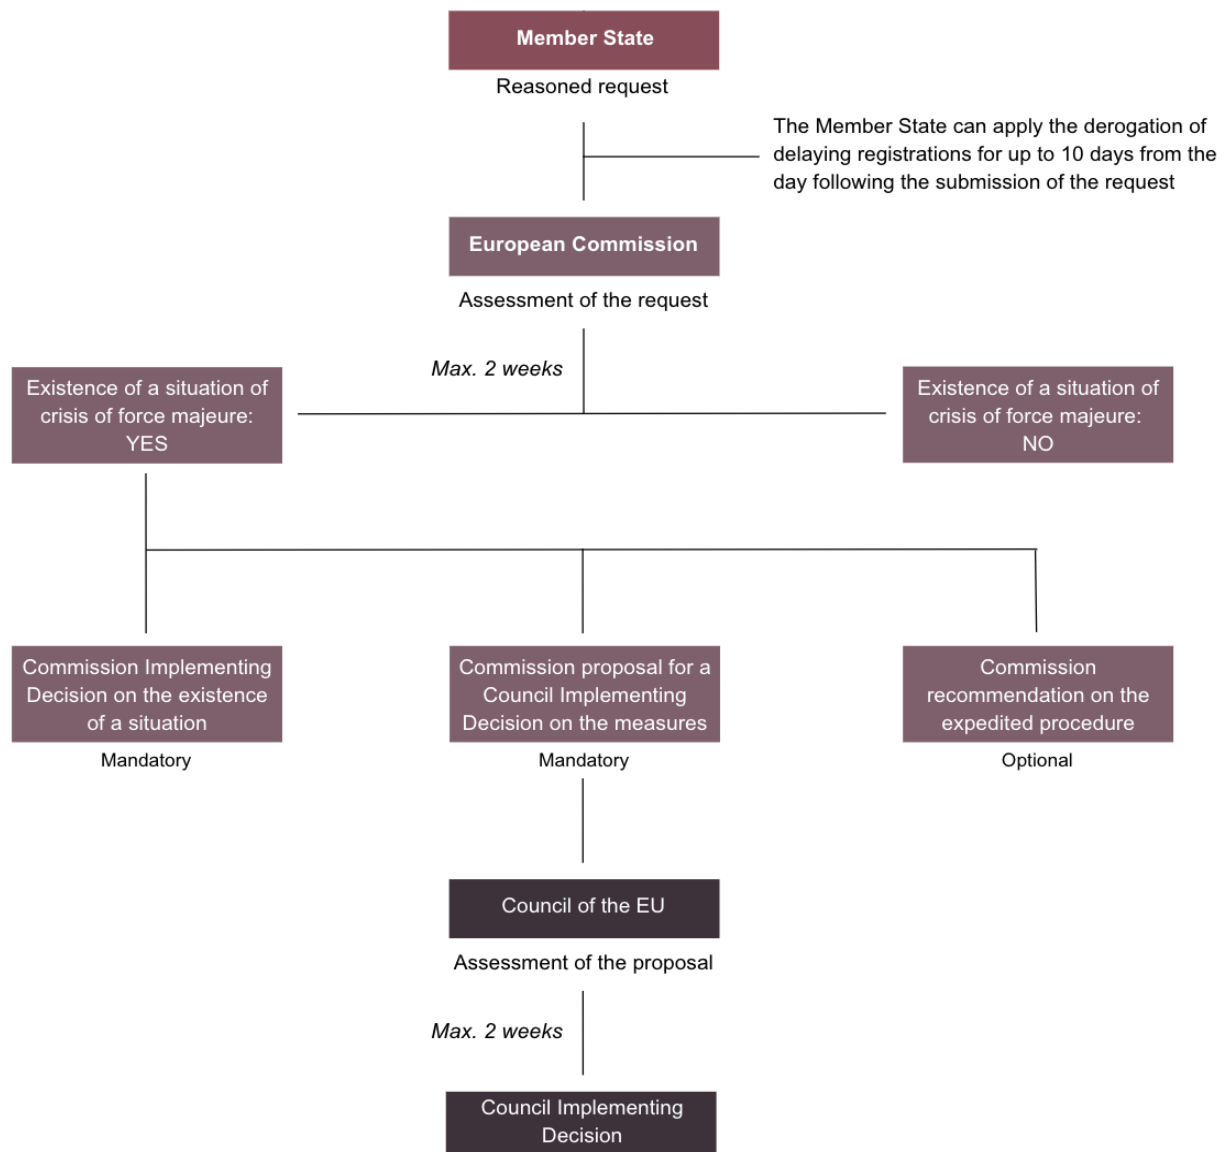 Member State
Reasoned request
The Member State can apply the derogation of
delaying registrations for up to 10 days from the
day following the submission of the request
European Commission
Assessment of the request
Max. 2 weeks
Existence of a situation of
crisis of force majeure:
YES
Existence of a situation of
crisis of force majeure:
NO
Commission Implementing
Decision on the existence
of a situation
Mandatory
Commission proposal for a
Council Implementing
Decision on the measures
Mandatory
Commission
recommendation on the
expedited procedure
Optional
Council of the EU
Assessment of the proposal
Max. 2 weeks
Council Implementing
Decision